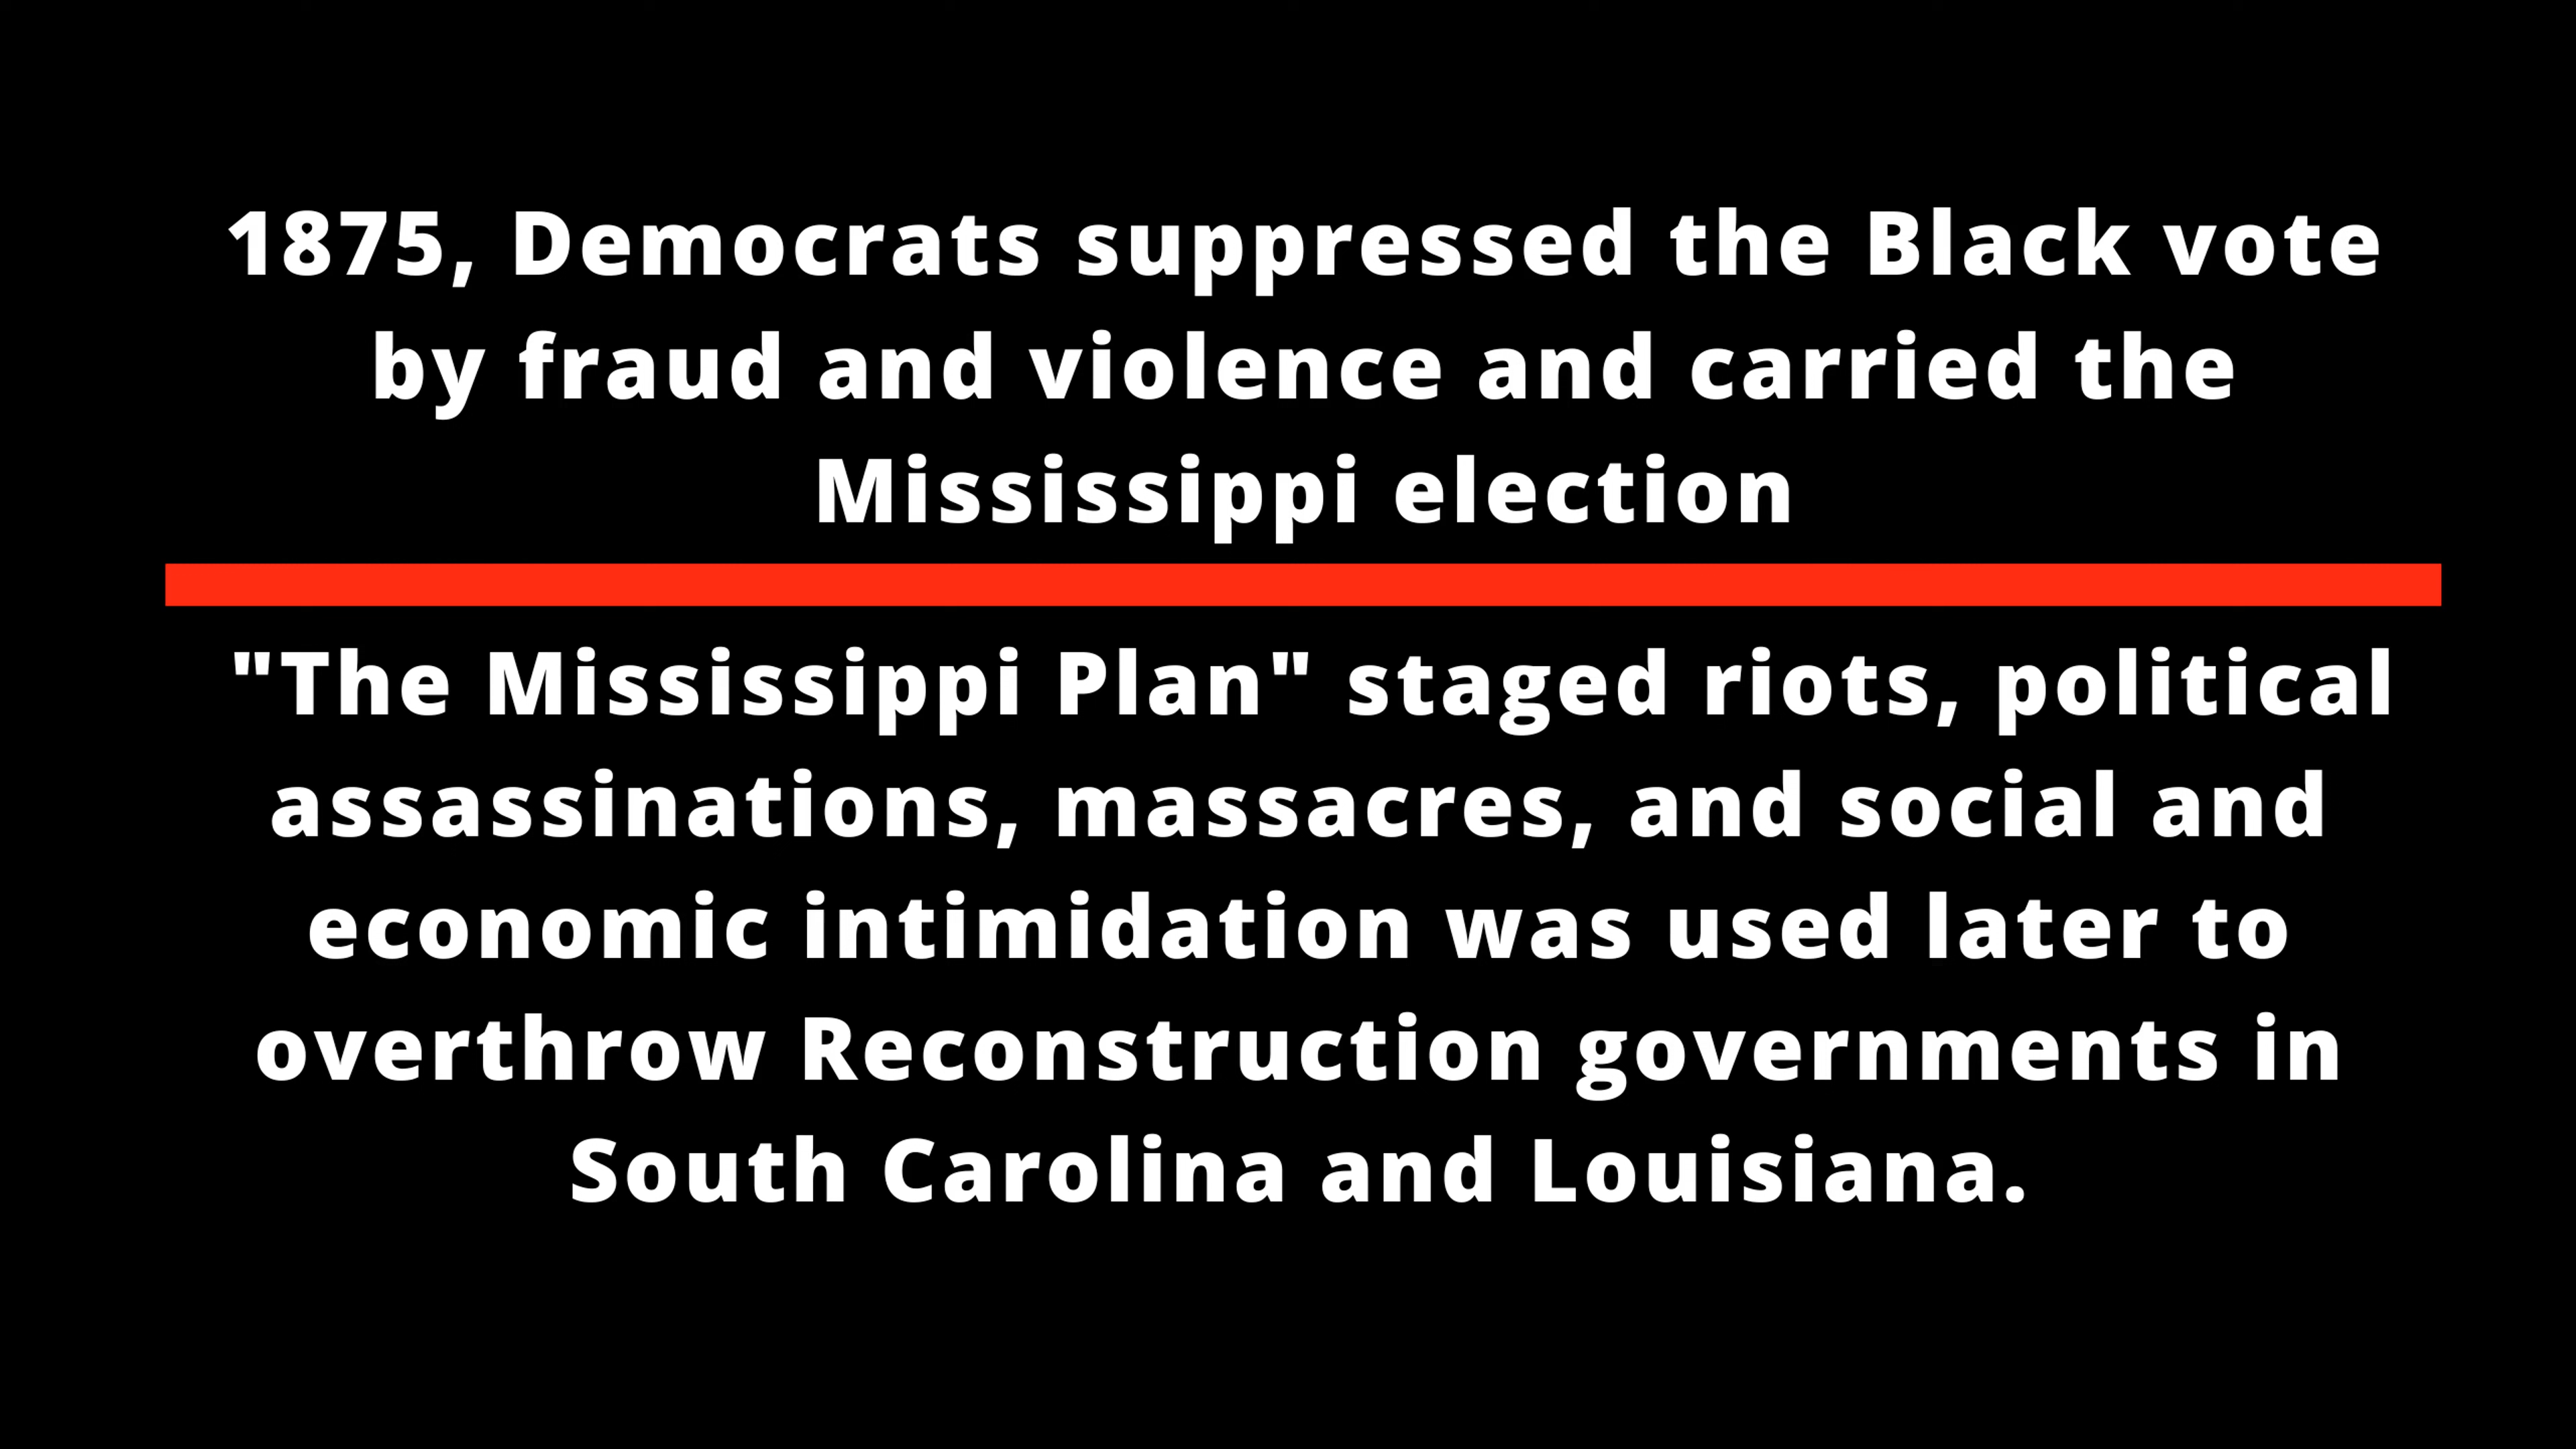 1875, Democrats suppressed the Black vote
by fraud and violence and carried the
Mississippi election
"The Mississippi Plan" staged riots, political
assassinations, massacres, and social and
economic intimidation was used later to
overthrow Reconstruction governments in
South Carolina and Louisiana.